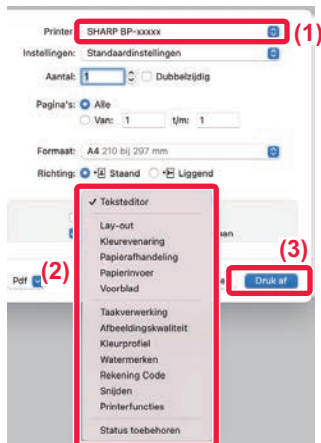 Printer: SHARP BP-xxxxx (1)
Instellingen: Standaardinstellingen
Aantal: 1 Dubbelzijdig
Pagina's: Alle
Van: 1 t/m: 1
Formaat: A4 210 bij 297 mm
Richting: Staand Liggend
✓ Teksteditor
Lay-out
Kleurevenaring
Papierafhandeling
Papierinvoer
Voorblad
Taakverwerking
Afbeeldingskwaliteit
Kleurprofiel
Watermerken
Rekening Code
Snijden
Printerfuncties
Status toebehoren
(2)
(3)
Pdf
Druk af